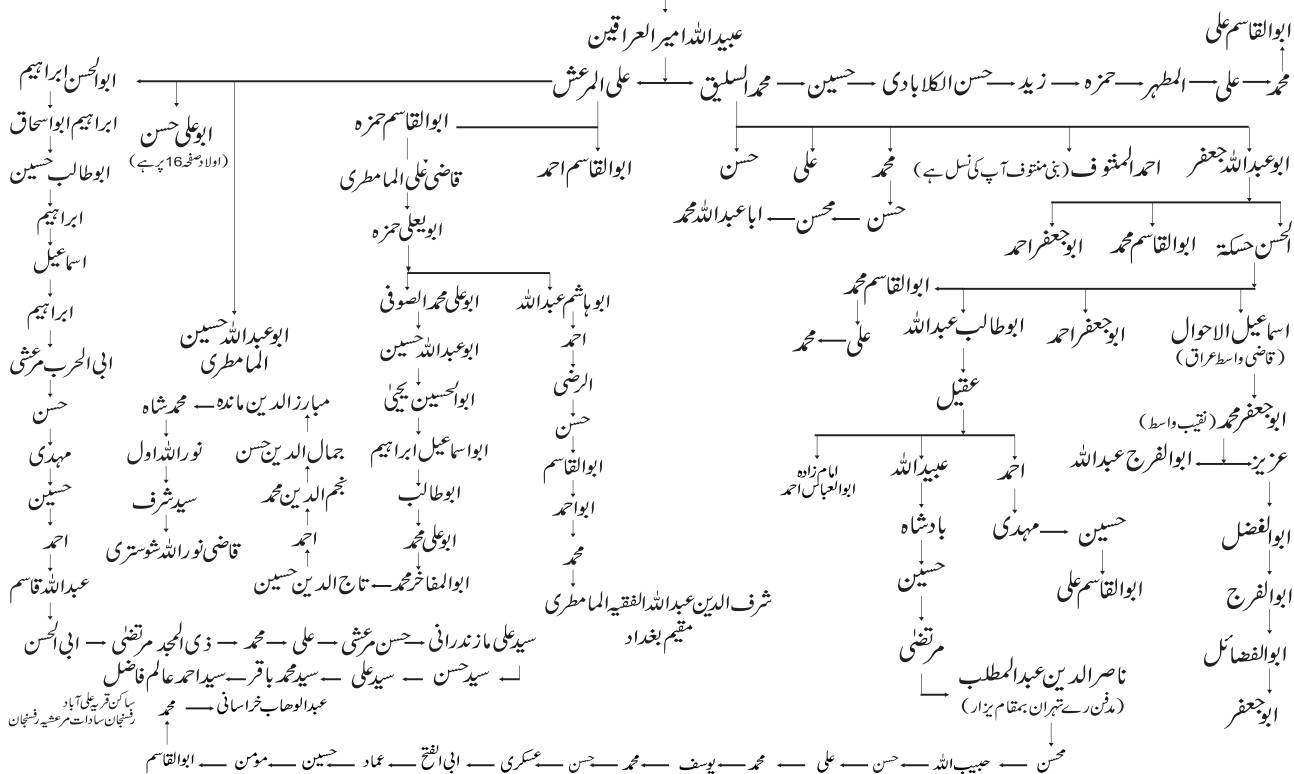 عبیداللہ امیر العراقین
ابوالقاسم علی
محمد
علی
المطہر
حمزہ
زید
حسن الکلابادی
حسین
محمد السلیق
علی المرعش
ابوالحسن ابراہیم
ابوعلی حسن
(اولاد صفحہ 16 پر ہے)
ابوالقاسم حمزہ
ابوالقاسم احمد
ابوعبداللہ جعفر
احمد المنتوف (بنی منتوف آپ کی نسل ہے)
محمد
علی
حسن
حسن
محسن
اباعبداللہ محمد
الحسن حسکۃ
ابوالقاسم محمد
ابوجعفر احمد
اسماعیل الاحوال
(قاضی واسط عراق)
ابوجعفر احمد
ابوطالب عبداللہ
ابوالقاسم محمد
علی
محمد
ابوجعفر محمد (نقیب واسط)
عزیز
ابوالفرج عبداللہ
ابوالفضل
ابوالفرج
ابوالفضائل
ابوجعفر
عقیل
احمد
عبیداللہ
امام زادہ
ابوالعباس احمد
مہدی
حسین
ابوالقاسم علی
بادشاہ
حسین
مرتضیٰ
ناصرالدین عبدالمطلب
(مدفن رے تہران بمقام یزار)
قاضی علی المامطری
ابویعلی حمزہ
ابوہاشم عبداللہ
احمد
الرضی
حسن
ابوالقاسم
ابواحمد
محمد
شرف الدین عبداللہ الفقیہ المامطری
مقیم بغداد
ابوعلی محمد الصوفی
ابوعبداللہ حسین
ابوالحسین یحییٰ
ابواسماعیل ابراہیم
ابوطالب
ابوعلی محمد
ابوالمفاخر محمد
تاج الدین حسین
احمد
نجم الدین محمد
جمال الدین حسن
مبارزالدین ماندہ
محمد شاہ
نوراللہ اول
سید شرف
قاضی نوراللہ شوستری
ابوعبداللہ حسین
المامطری
ابراہیم ابواسحاق
ابوطالب حسین
ابراہیم
اسماعیل
ابراہیم
ابی الحرب مرعشی
حسن
مہدی
حسین
احمد
عبداللہ قاسم
ابی الحسن
مرتضیٰ
ذی المجد
محمد
علی
حسن مرعشی
سید علی مازندرانی
سید حسن
سید علی
سید محمد باقر
سید احمد عالم فاضل
محسن
حبیب اللہ
حسن
علی
محمد
یوسف
محمد
حسن
عسکری
ابی الفتح
عماد
حسین
مومن
ابوالقاسم
محمد
عبدالوہاب خراسانی
ساکن قریہ علی آباد
رفسنجان سادات مرعشیہ رفسنجان